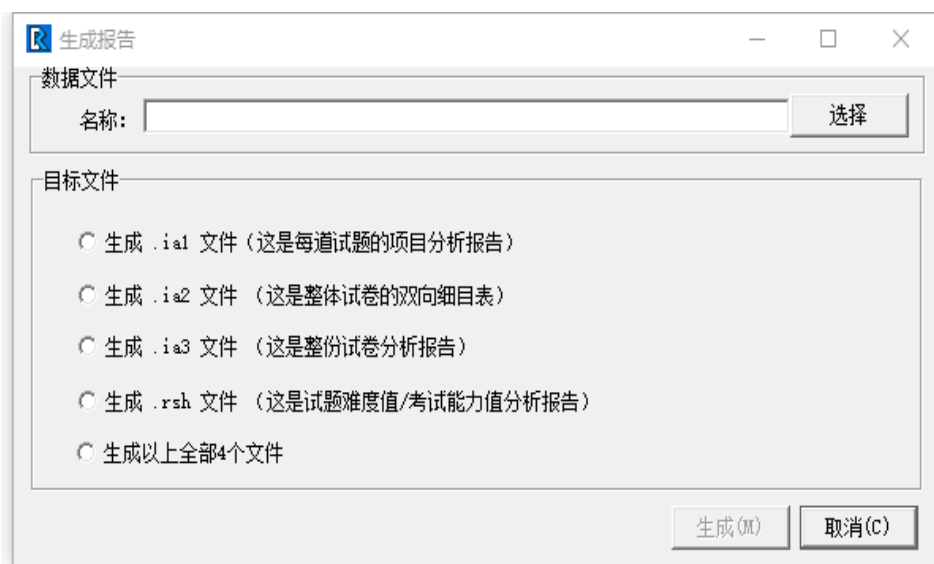 生成报告
数据文件
名称：
选择
目标文件
生成 .ia1 文件（这是每道试题的项目分析报告）
生成 .ia2 文件 （这是整体试卷的双向细目表）
生成 .ia3 文件 （这是整份试卷分析报告）
生成 .rsh 文件 （这是试题难度值/考试能力值分析报告）
生成以上全部4个文件
生成(M) 取消(C)